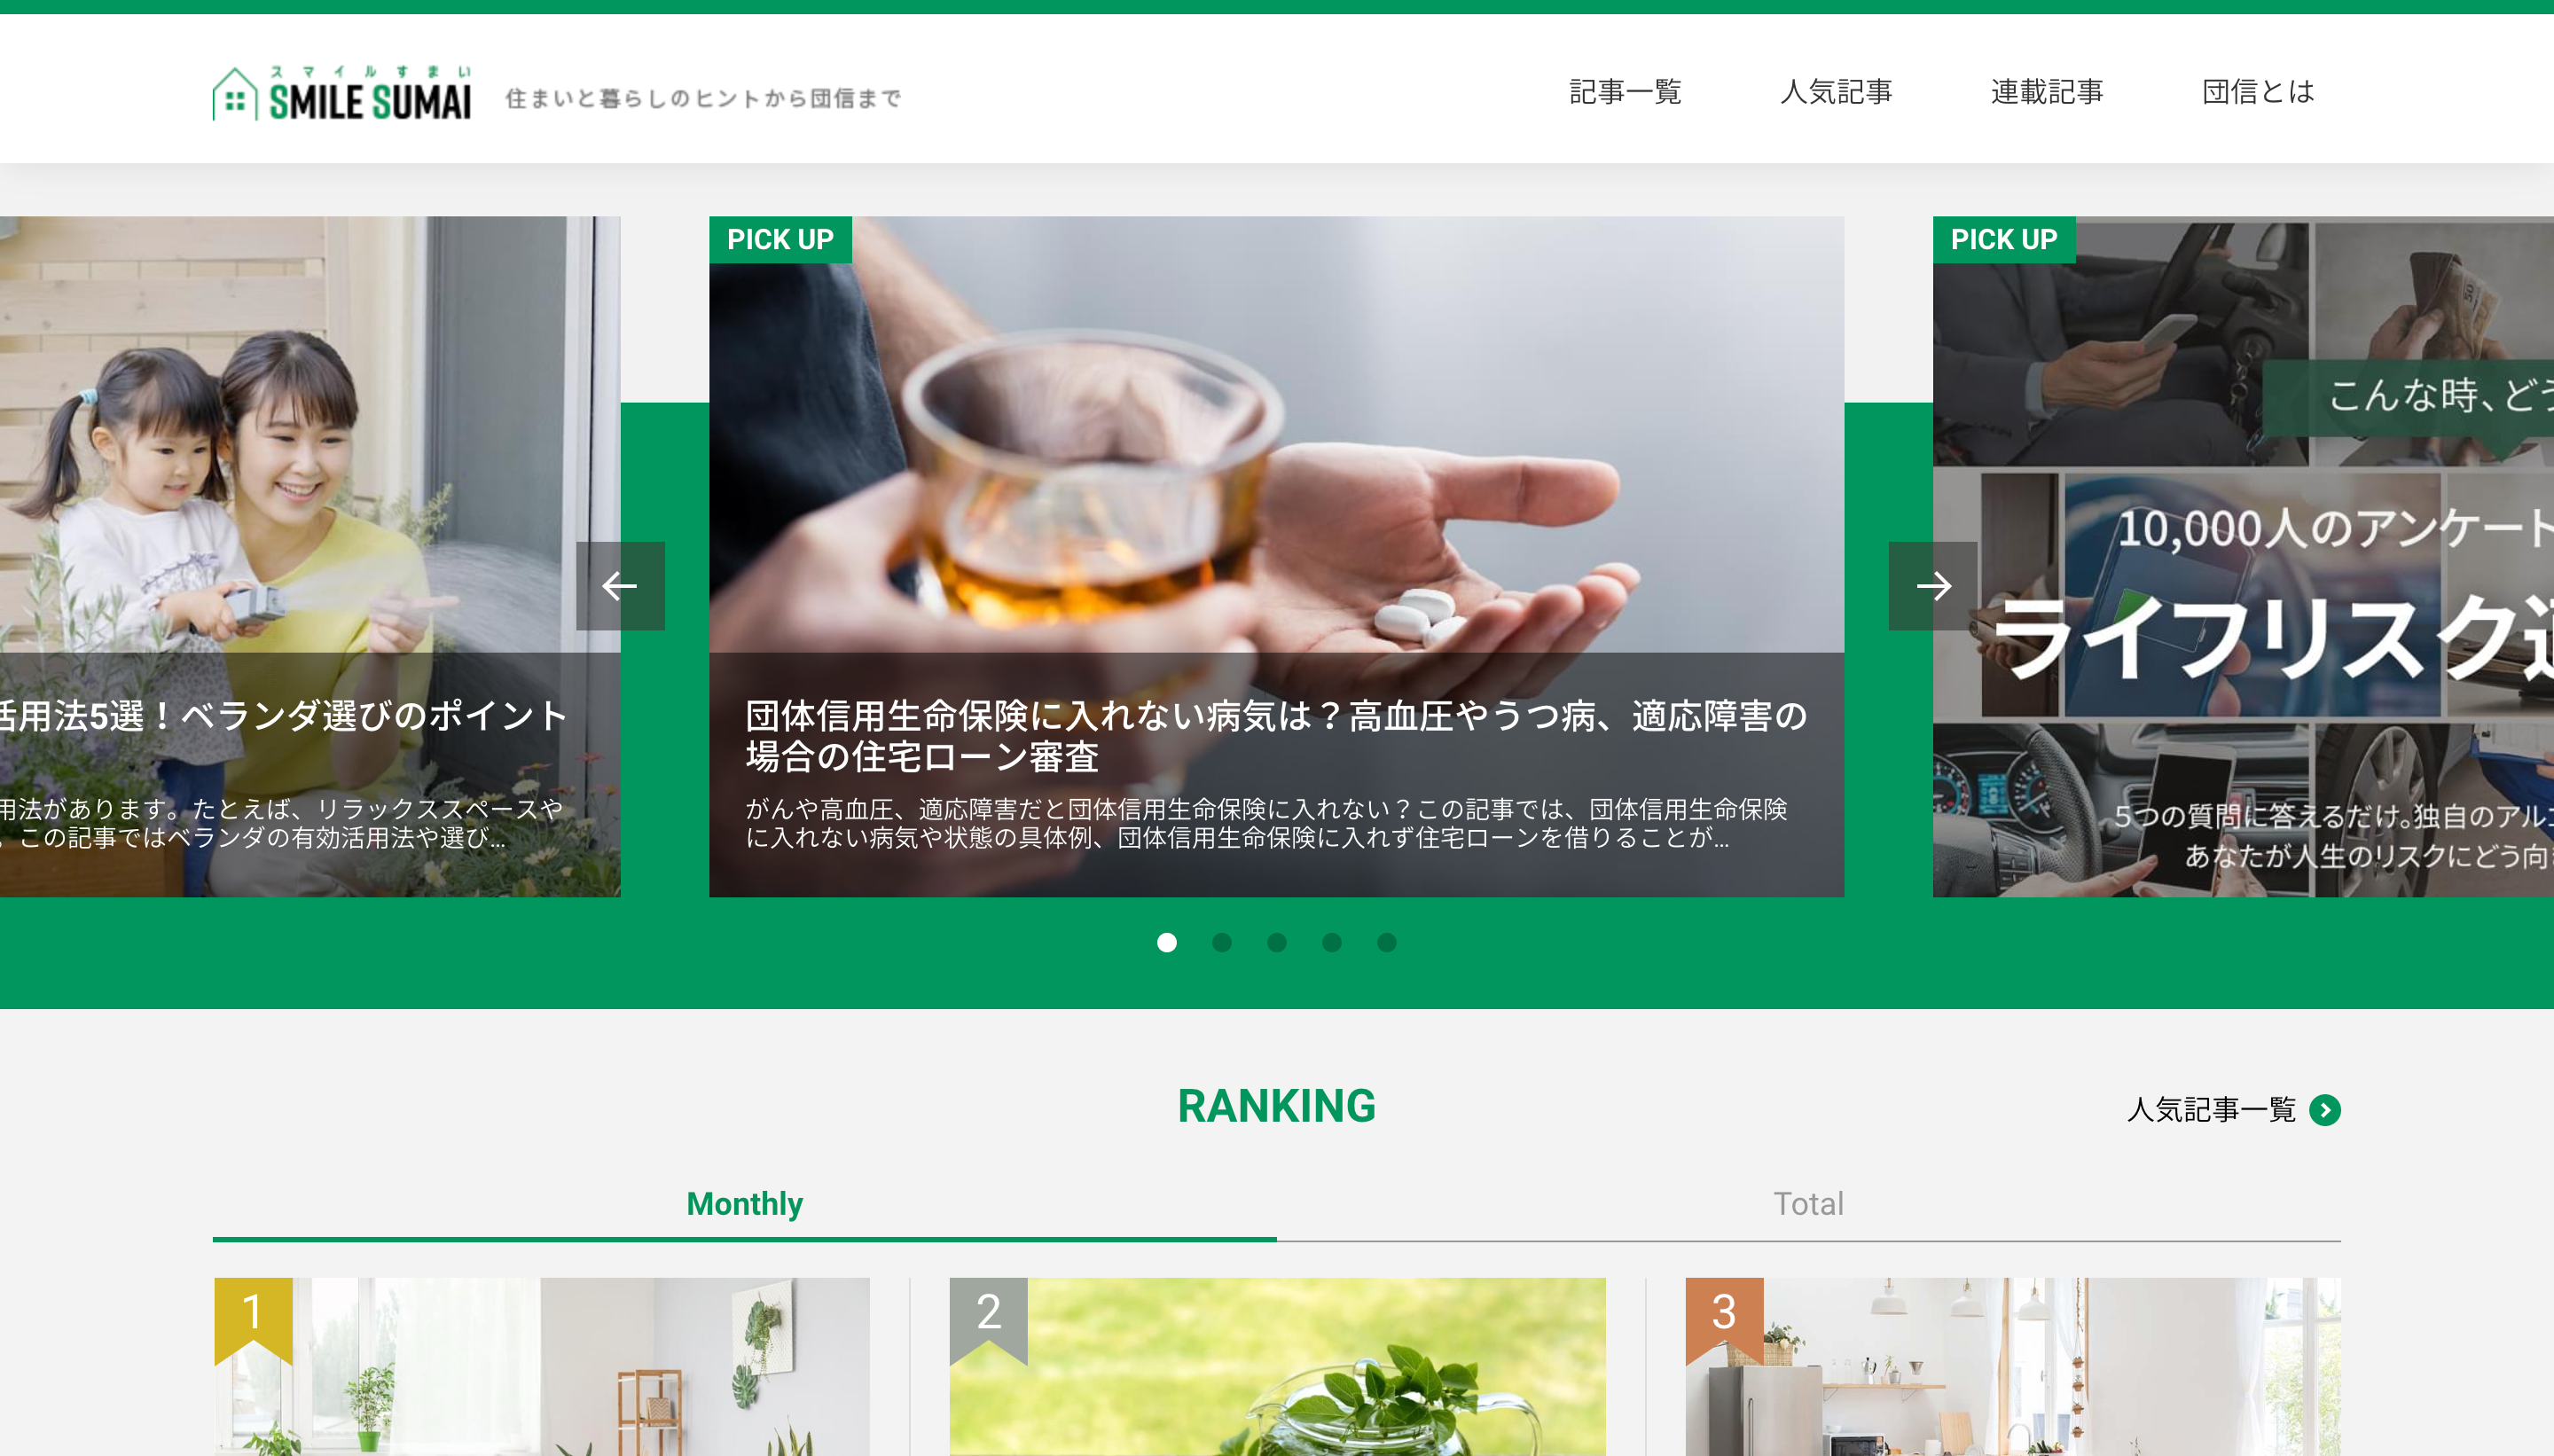 スマイルすまい
SMILE SUMAI
住まいと暮らしのヒントから団信まで
記事一覧
人気記事
連載記事
団信とは
活用法5選！ベランダ選びのポイント
用法があります。たとえば、リラックススペースや
。この記事ではベランダの有効活用法や選び...
PICK UP
団体信用生命保険に入れない病気は？高血圧やうつ病、適応障害の
場合の住宅ローン審査
がんや高血圧、適応障害だと団体信用生命保険に入れない？この記事では、団体信用生命保険
に入れない病気や状態の具体例、団体信用生命保険に入れず住宅ローンを借りることが...
PICK UP
こんな時、どう
10,000人のアンケート
ライフリスク
5つの質問に答えるだけ。独自のアルゴ
あなたが人生のリスクにどう向
RANKING
人気記事一覧
Monthly
Total
1
2
3